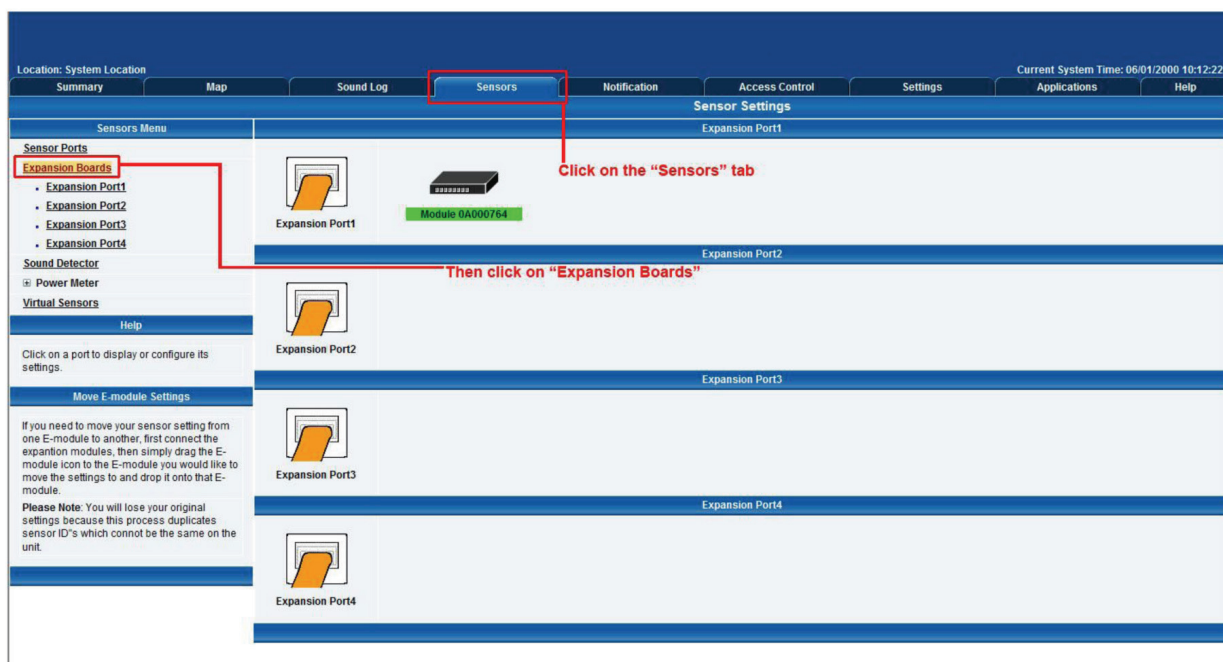 Location: System Location
Current System Time: 06/01/2000 10:12:22
Summary
Map
Sound Log
Sensors
Notification
Access Control
Settings
Applications
Help
Sensor Settings
Sensors Menu
Sensor Ports
Expansion Boards
Expansion Port1
Expansion Port2
Expansion Port3
Expansion Port4
Sound Detector
Power Meter
Virtual Sensors
Help
Click on a port to display or configure its
settings.
Move E-module Settings
If you need to move your sensor setting from
one E-module to another, first connect the
expantion modules, then simply drag the E-
module icon to the E-module you would like to
move the settings to and drop it onto that E-
module.
Please Note: You will lose your original
settings because this process duplicates
sensor ID"s which connot be the same on the
unit.
Expansion Port1
Click on the “Sensors” tab
Module 0A000764
Expansion Port1
Expansion Port2
Then click on “Expansion Boards”
Expansion Port2
Expansion Port3
Expansion Port3
Expansion Port4
Expansion Port4